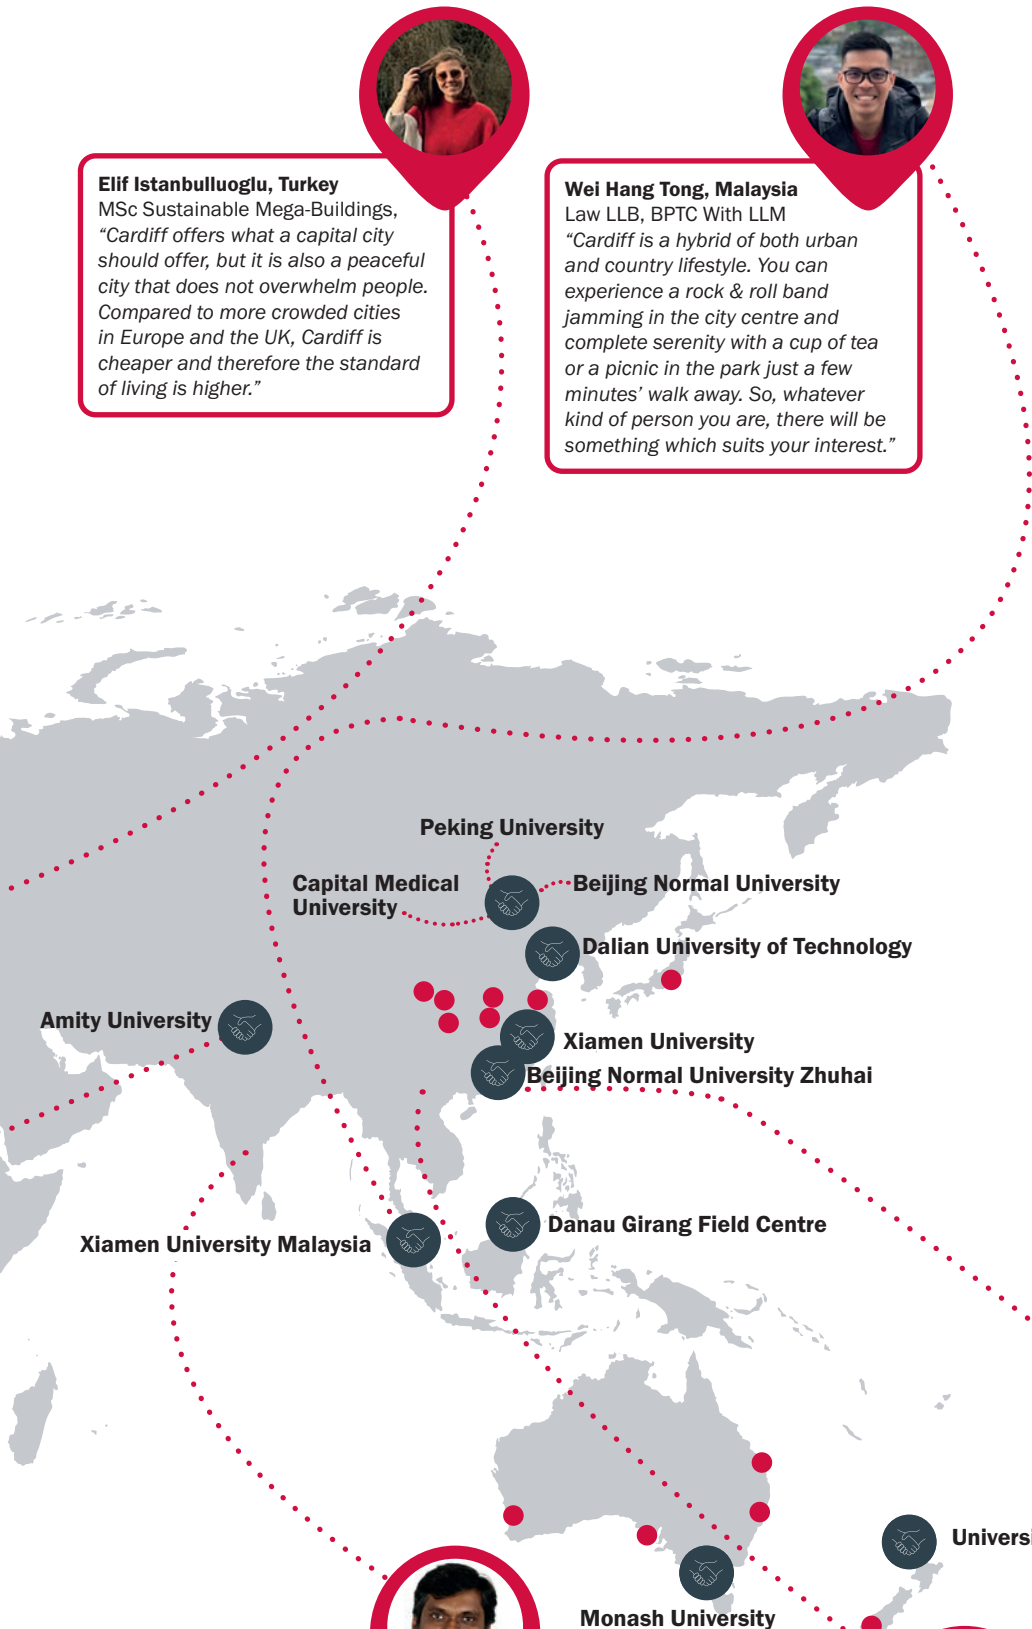 Elif Istanbulluoglu, Turkey
MSc Sustainable Mega-Buildings,
“Cardiff offers what a capital city
should offer, but it is also a peaceful
city that does not overwhelm people.
Compared to more crowded cities
in Europe and the UK, Cardiff is
cheaper and therefore the standard
of living is higher.”
Wei Hang Tong, Malaysia
Law LLB, BPTC With LLM
“Cardiff is a hybrid of both urban
and country lifestyle. You can
experience a rock & roll band
jamming in the city centre and
complete serenity with a cup of tea
or a picnic in the park just a few
minutes’ walk away. So, whatever
kind of person you are, there will be
something which suits your interest.”
Peking University
Capital Medical
University
Beijing Normal University
Dalian University of Technology
Amity University
Xiamen University
Beijing Normal University Zhuhai
Danau Girang Field Centre
Xiamen University Malaysia
Monash University